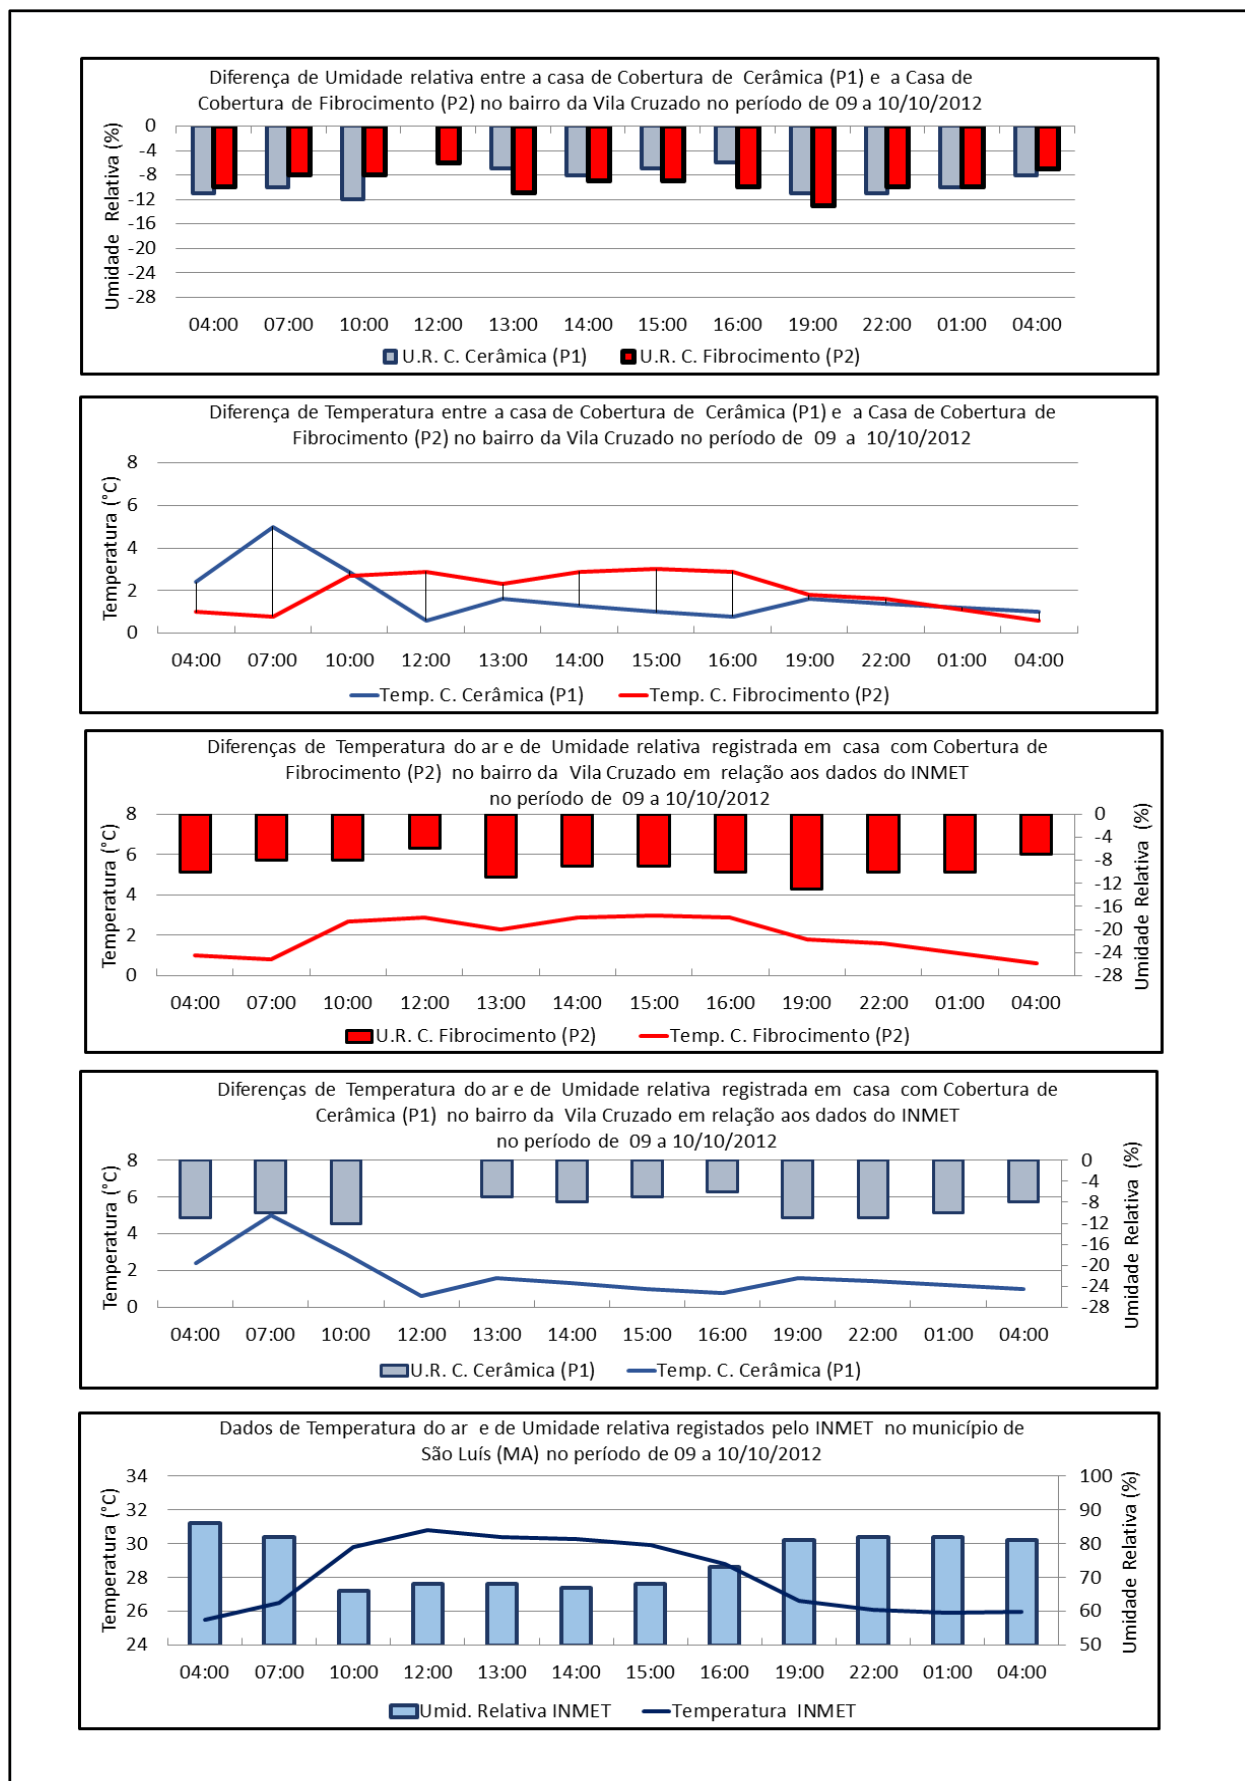 Diferença de Umidade relativa entre a casa de Cobertura de Cerâmica (P1) e a Casa de
Cobertura de Fibrocimento (P2) no bairro da Vila Cruzado no período de 09 a 10/10/2012
Umidade Relativa (%)
0
-4
-8
-12
-16
-20
-24
-28
04:00 07:00 10:00 12:00 13:00 14:00 15:00 16:00 19:00 22:00 01:00 04:00
U.R. C. Cerâmica (P1) U.R. C. Fibrocimento (P2)
Diferença de Temperatura entre a casa de Cobertura de Cerâmica (P1) e a Casa de Cobertura de
Fibrocimento (P2) no bairro da Vila Cruzado no período de 09 a 10/10/2012
Temperatura (°C)
8
6
4
2
0
04:00 07:00 10:00 12:00 13:00 14:00 15:00 16:00 19:00 22:00 01:00 04:00
Temp. C. Cerâmica (P1) Temp. C. Fibrocimento (P2)
Diferenças de Temperatura do ar e de Umidade relativa registrada em casa com Cobertura de
Fibrocimento (P2) no bairro da Vila Cruzado em relação aos dados do INMET
no período de 09 a 10/10/2012
Temperatura (°C)
8
6
4
2
0
0
-4
-8
-12
-16
-20
-24
-28
Umidade Relativa (%)
04:00 07:00 10:00 12:00 13:00 14:00 15:00 16:00 19:00 22:00 01:00 04:00
U.R. C. Fibrocimento (P2) Temp. C. Fibrocimento (P2)
Diferenças de Temperatura do ar e de Umidade relativa registrada em casa com Cobertura de
Cerâmica (P1) no bairro da Vila Cruzado em relação aos dados do INMET
no período de 09 a 10/10/2012
Temperatura (°C)
8
6
4
2
0
0
-4
-8
-12
-16
-20
-24
-28
Umidade Relativa (%)
04:00 07:00 10:00 12:00 13:00 14:00 15:00 16:00 19:00 22:00 01:00 04:00
U.R. C. Cerâmica (P1) Temp. C. Cerâmica (P1)
Dados de Temperatura do ar e de Umidade relativa registados pelo INMET no município de
São Luís (MA) no período de 09 a 10/10/2012
Temperatura (°C)
34
32
30
28
26
24
100
90
80
70
60
50
Umidade Relativa (%)
04:00 07:00 10:00 12:00 13:00 14:00 15:00 16:00 19:00 22:00 01:00 04:00
Umid. Relativa INMET Temperatura INMET